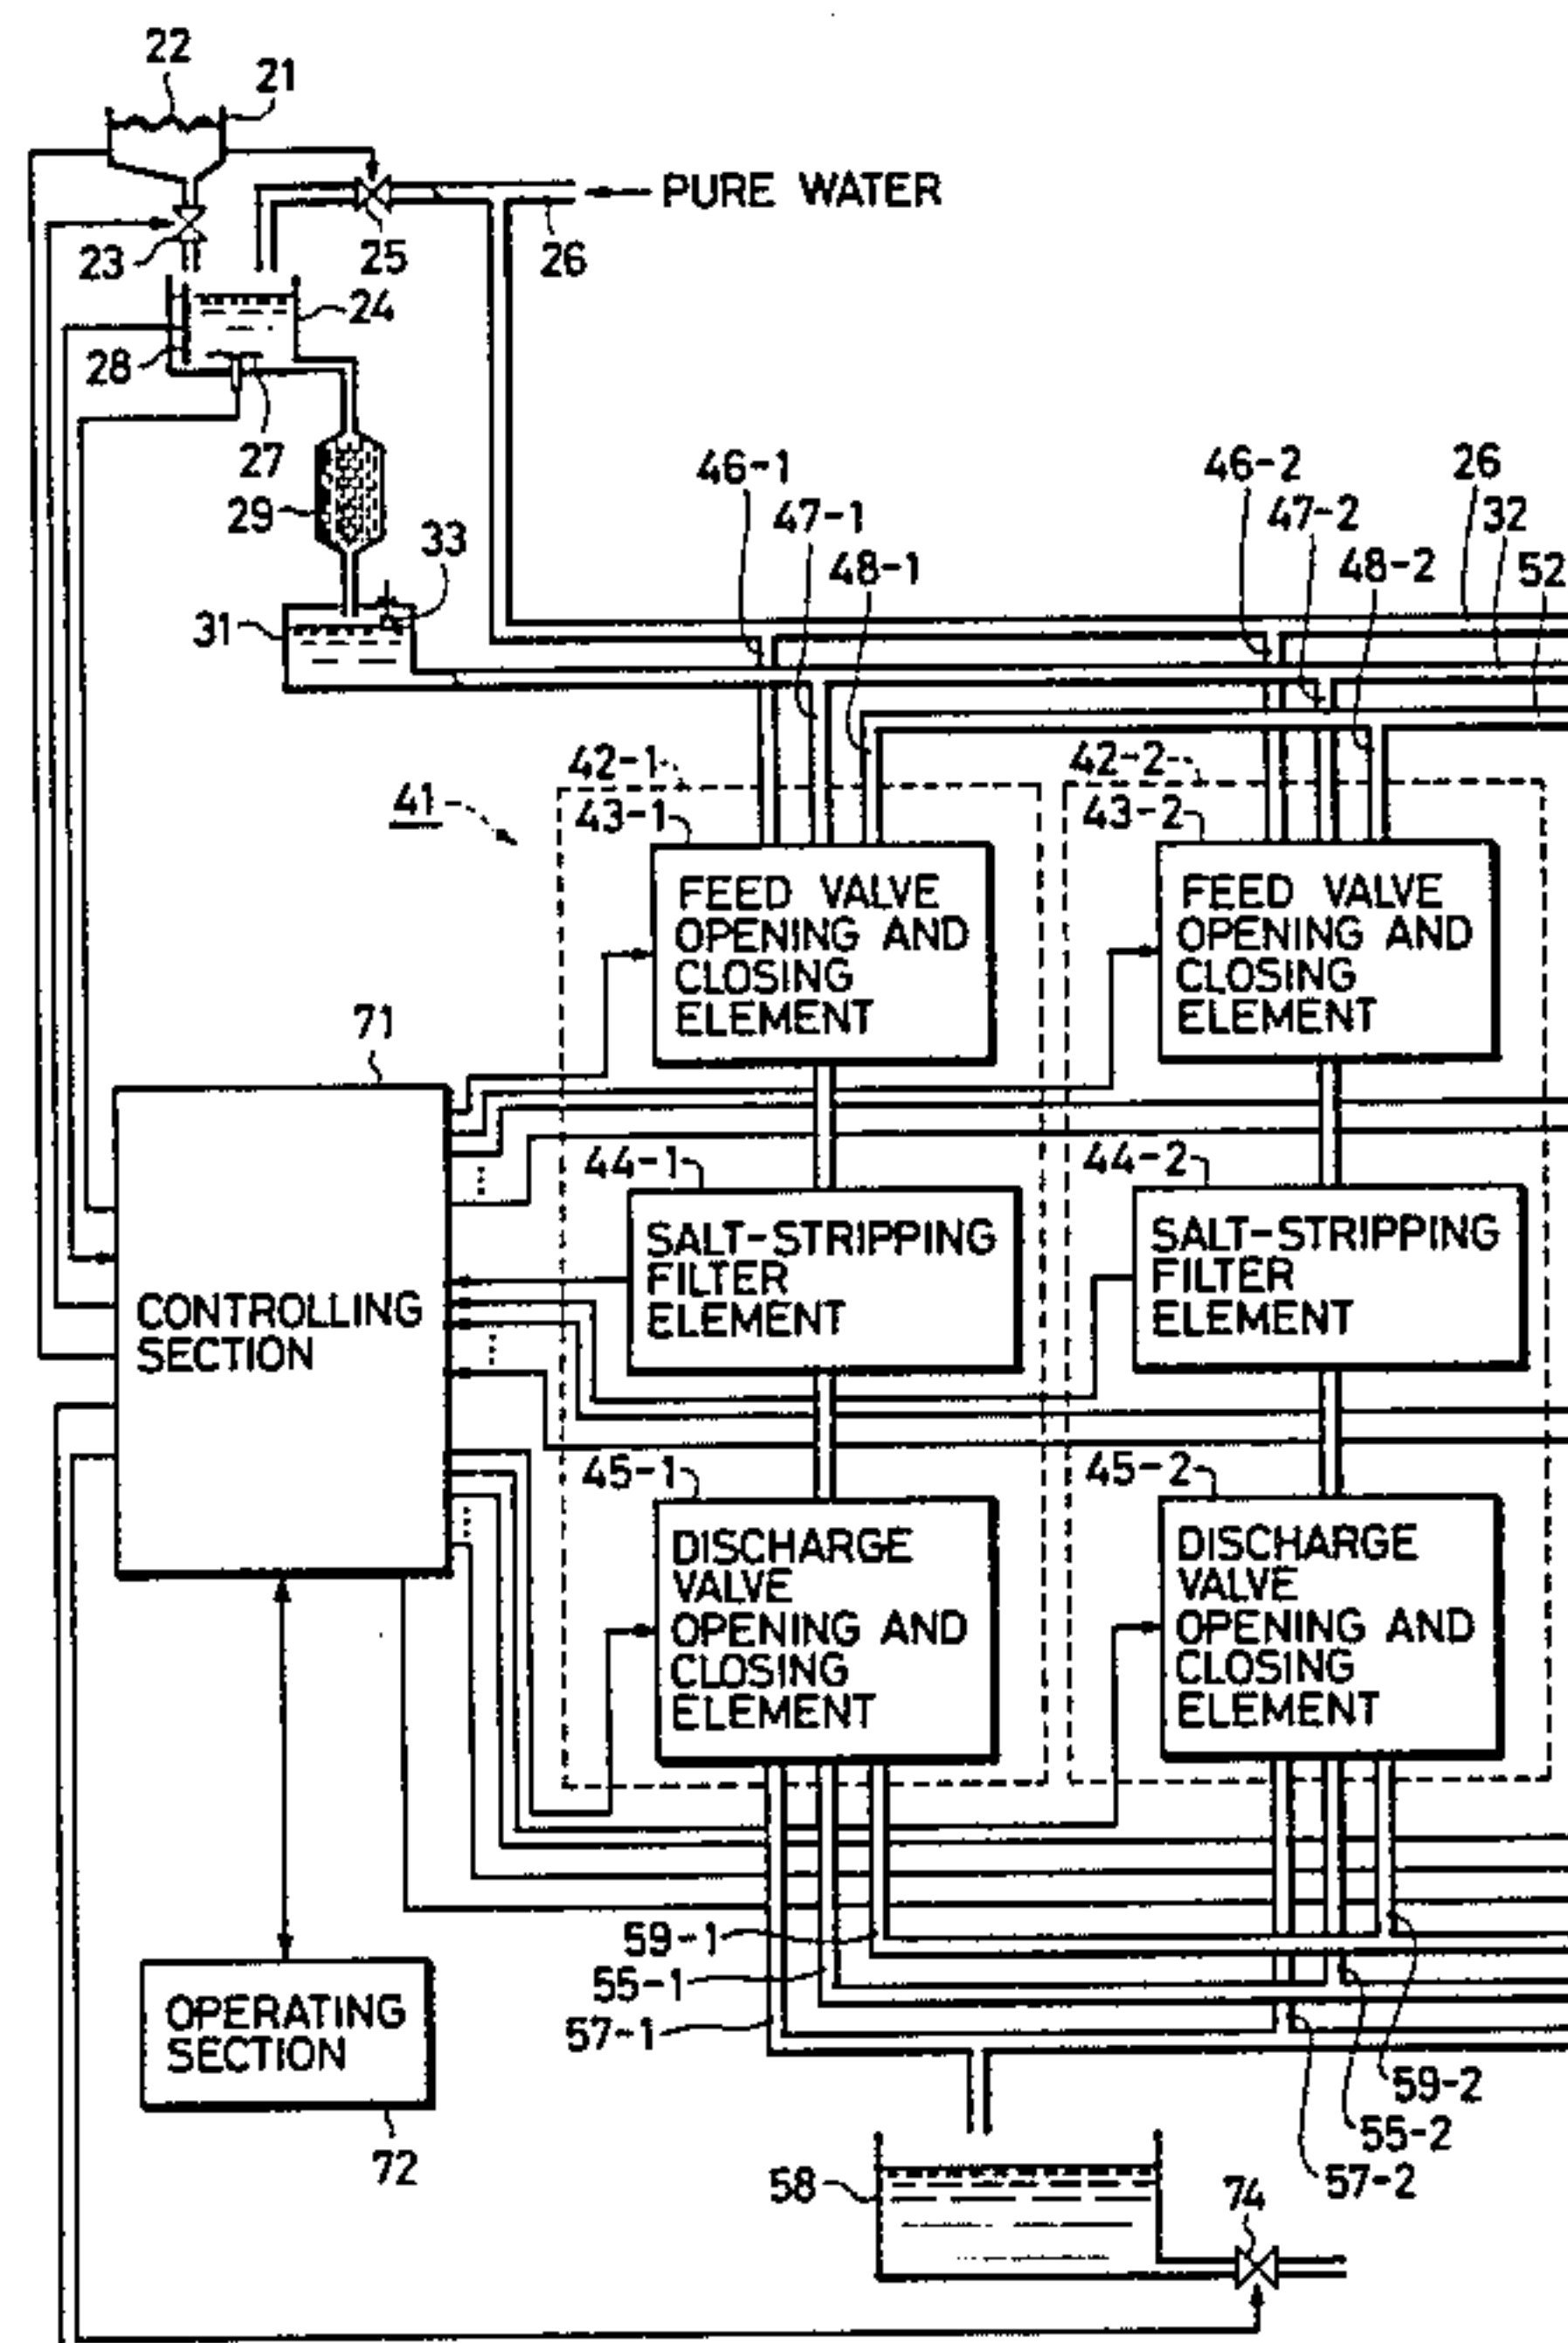 22
21
PURE WATER
23
25
26
24
28
27
29
33
31
46-1
47-1
48-1
46-2
47-2
48-2
26
32
52
41
42-1
43-1
42-2
43-2
FEED VALVE
OPENING AND
CLOSING
ELEMENT
FEED VALVE
OPENING AND
CLOSING
ELEMENT
71
44-1
44-2
CONTROLLING
SECTION
SALT-STRIPPING
FILTER
ELEMENT
SALT-STRIPPING
FILTER
ELEMENT
45-1
45-2
DISCHARGE
VALVE
OPENING AND
CLOSING
ELEMENT
DISCHARGE
VALVE
OPENING AND
CLOSING
ELEMENT
59-1
55-1
57-1
OPERATING
SECTION
72
59-2
55-2
57-2
58
74